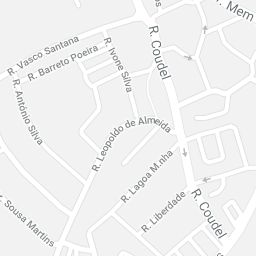 R. Coudel
Mem
R. Vasco Santana
R. Barreto Poeira
R. Ivone Silva
R. António Silva
R. Leopoldo de Almeida
R. Lagoa M.nha
R. Liberdade
R. Coudel
Sousa Martins